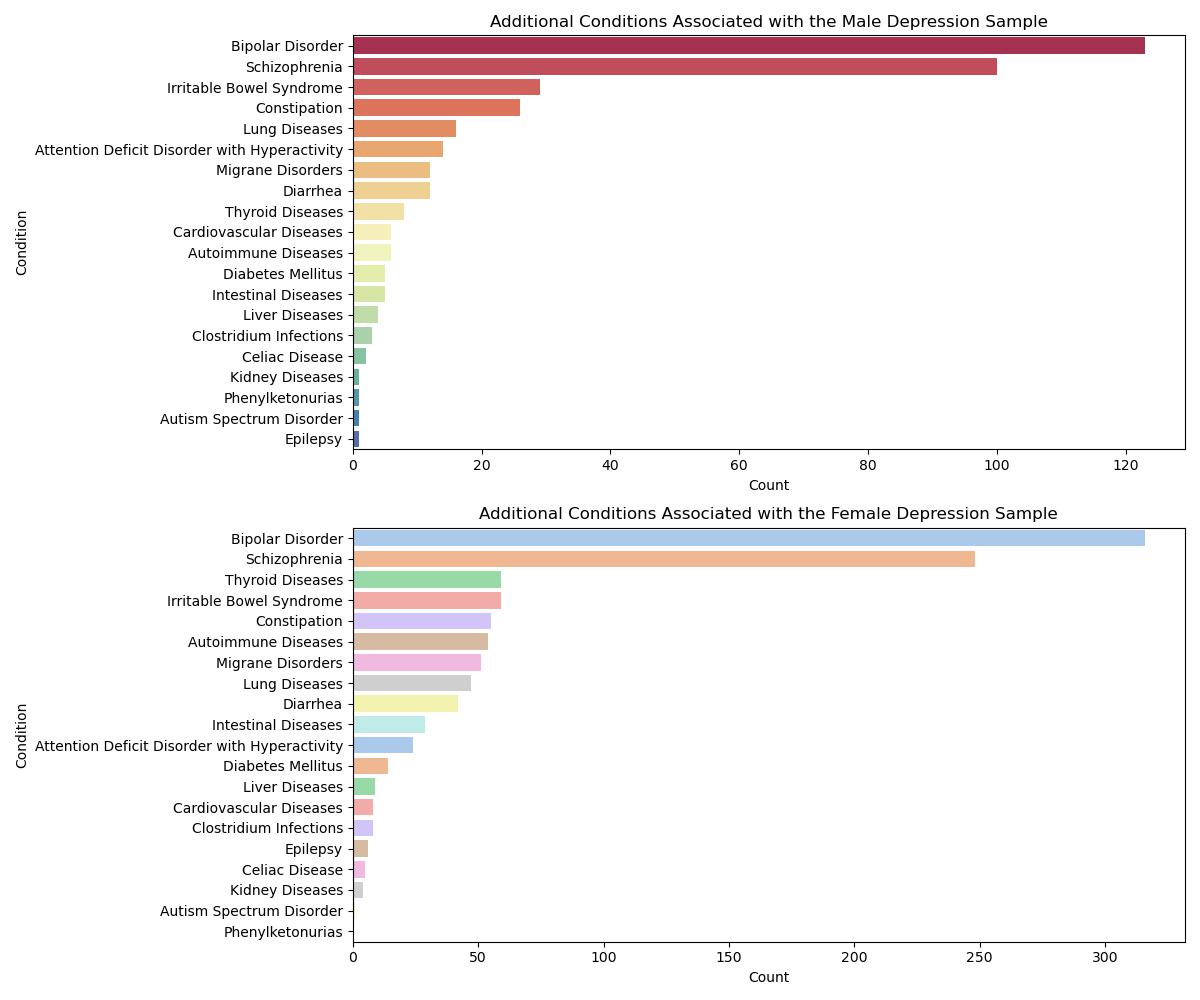 Additional Conditions Associated with the Male Depression Sample
Condition
Bipolar Disorder
Schizophrenia
Irritable Bowel Syndrome
Constipation
Lung Diseases
Attention Deficit Disorder with Hyperactivity
Migrane Disorders
Diarrhea
Thyroid Diseases
Cardiovascular Diseases
Autoimmune Diseases
Diabetes Mellitus
Intestinal Diseases
Liver Diseases
Clostridium Infections
Celiac Disease
Kidney Diseases
Phenylketonurias
Autism Spectrum Disorder
Epilepsy
0 20 40 60 80 100 120
Count
Additional Conditions Associated with the Female Depression Sample
Condition
Bipolar Disorder
Schizophrenia
Thyroid Diseases
Irritable Bowel Syndrome
Constipation
Autoimmune Diseases
Migrane Disorders
Lung Diseases
Diarrhea
Intestinal Diseases
Attention Deficit Disorder with Hyperactivity
Diabetes Mellitus
Liver Diseases
Cardiovascular Diseases
Clostridium Infections
Epilepsy
Celiac Disease
Kidney Diseases
Autism Spectrum Disorder
Phenylketonurias
0 50 100 150 200 250 300
Count